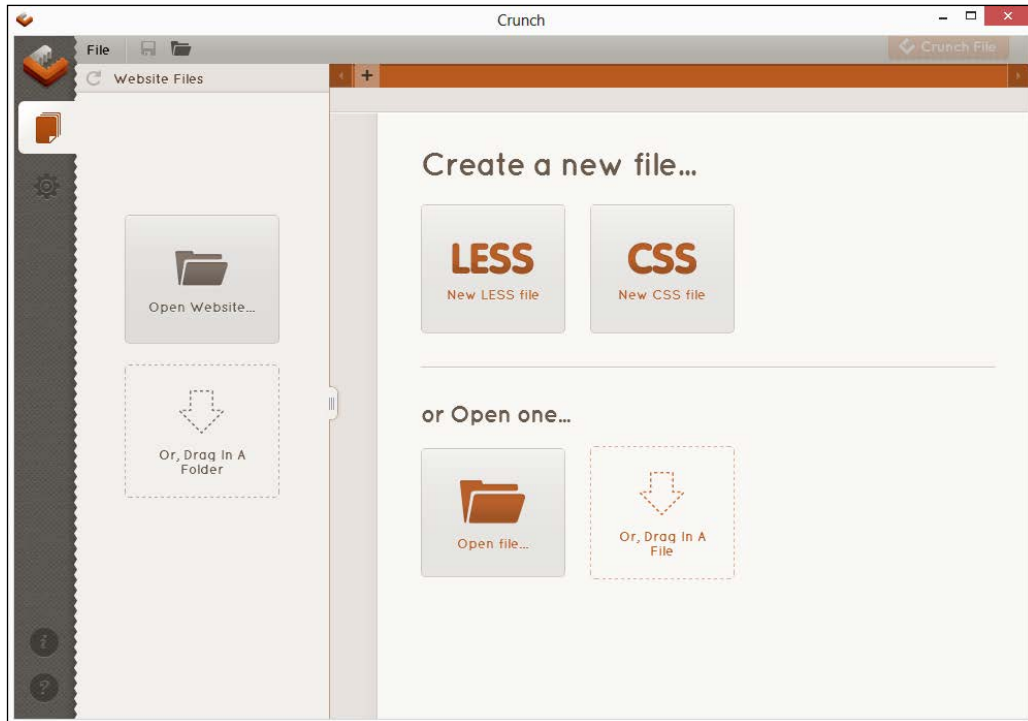 Crunch
File
Crunch File
Website Files
+
Create a new file...
LESS
New LESS file
CSS
New CSS file
Open Website...
Or, Drag In A
Folder
or Open one...
Open file...
Or, Drag In A
File
i
?